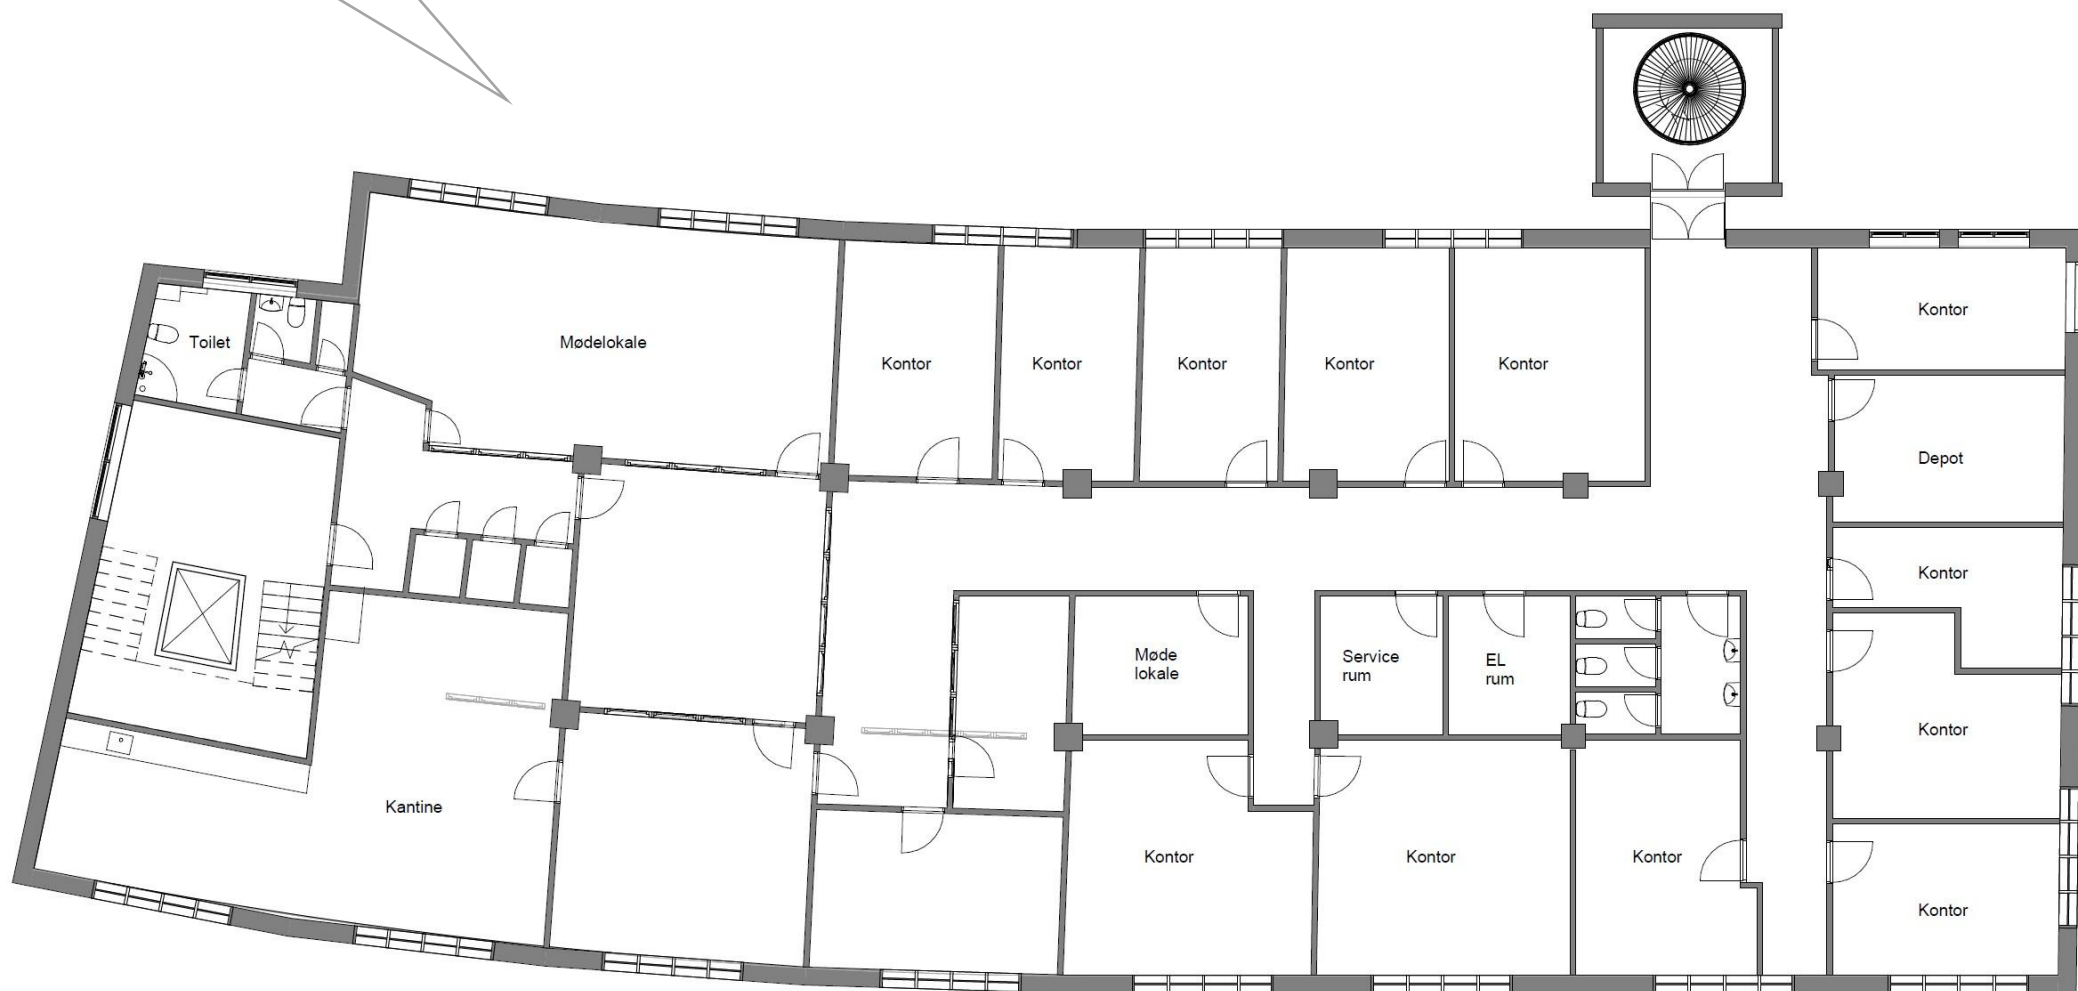 Kontor
Toilet
Mødelokale
Kontor
Kontor
Kontor
Kontor
Kontor
Depot
Kontor
Møde
lokale
Service
rum
EL
rum
Kontor
Kantine
Kontor
Kontor
Kontor
Kontor